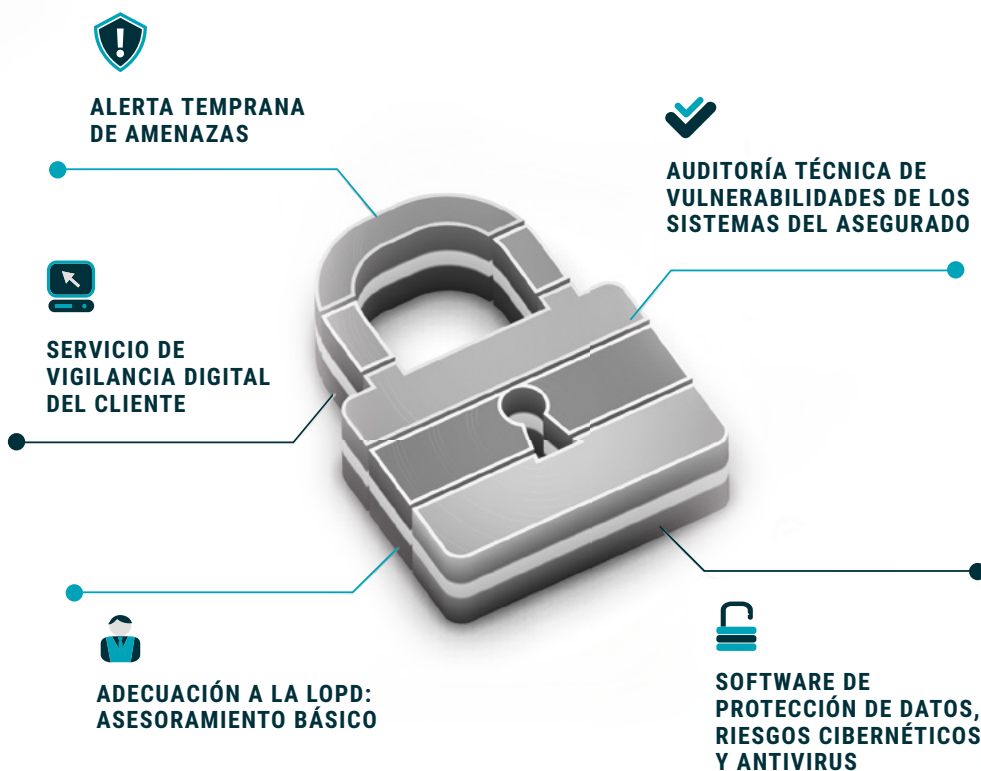 ALERTA TEMPRANA
DE AMENAZAS
AUDITORÍA TÉCNICA DE
VULNERABILIDADES DE LOS
SISTEMAS DEL ASEGURADO
SERVICIO DE
VIGILANCIA DIGITAL
DEL CLIENTE
ADECUACIÓN A LA LOPD:
ASESORAMIENTO BÁSICO
SOFTWARE DE
PROTECCIÓN DE DATOS,
RIESGOS CIBERNÉTICOS
Y ANTIVIRUS